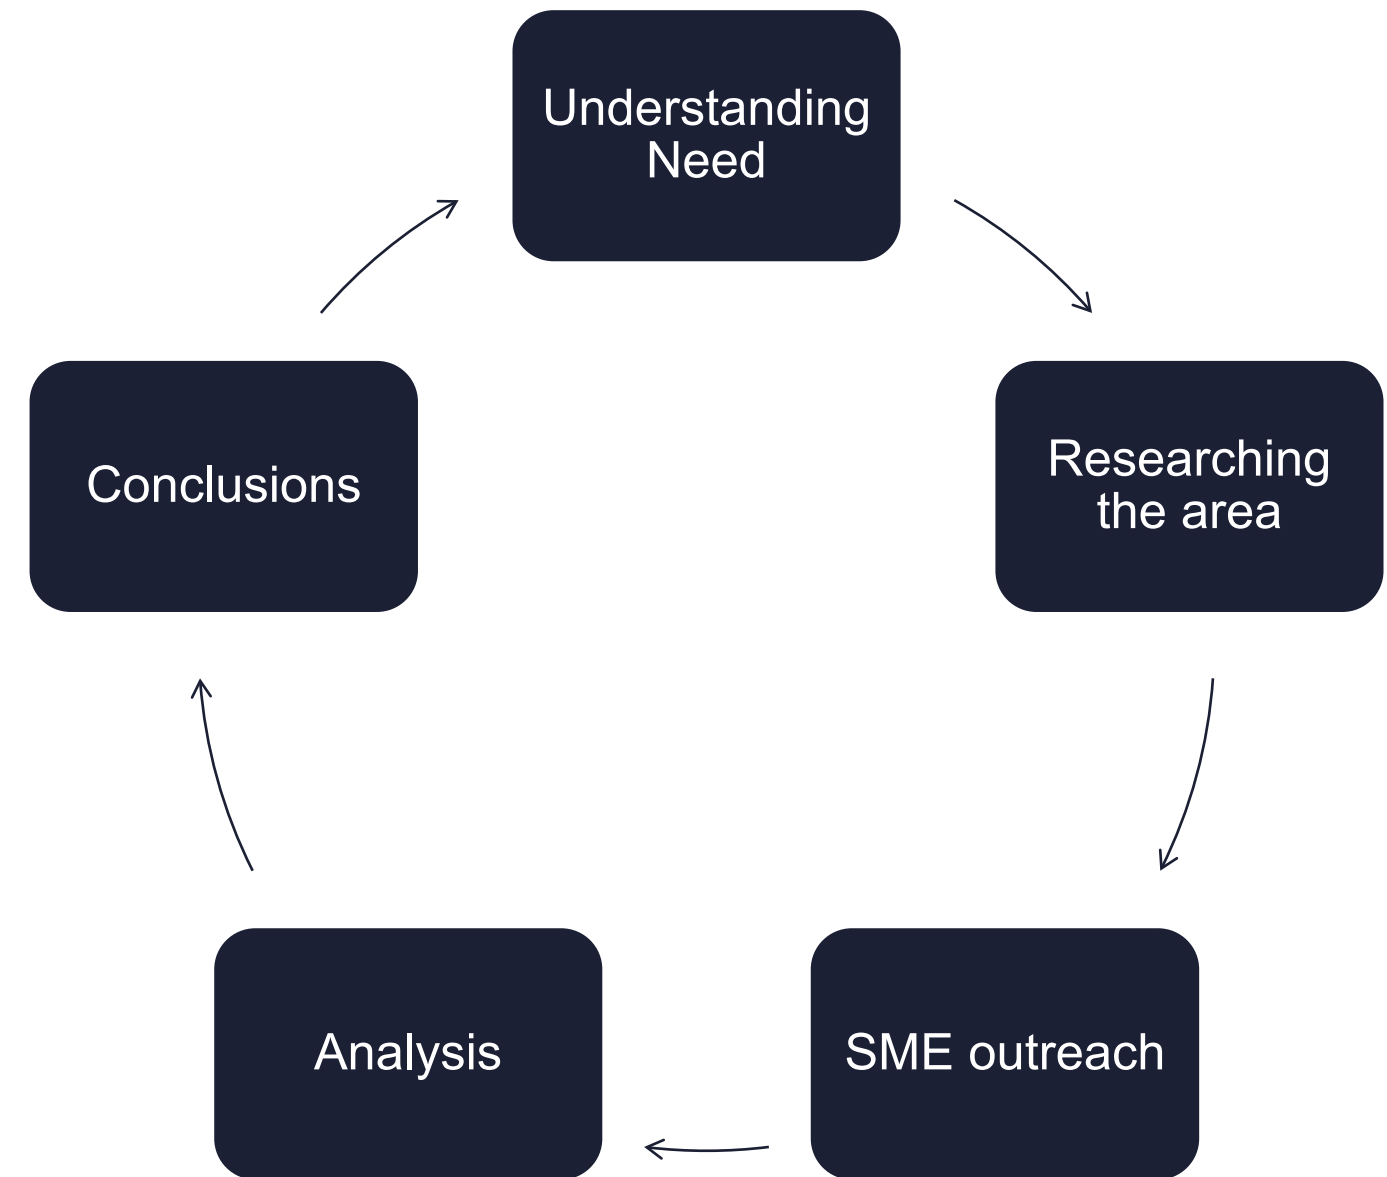 Understanding
Need
Researching
the area
SME outreach
Analysis
Conclusions